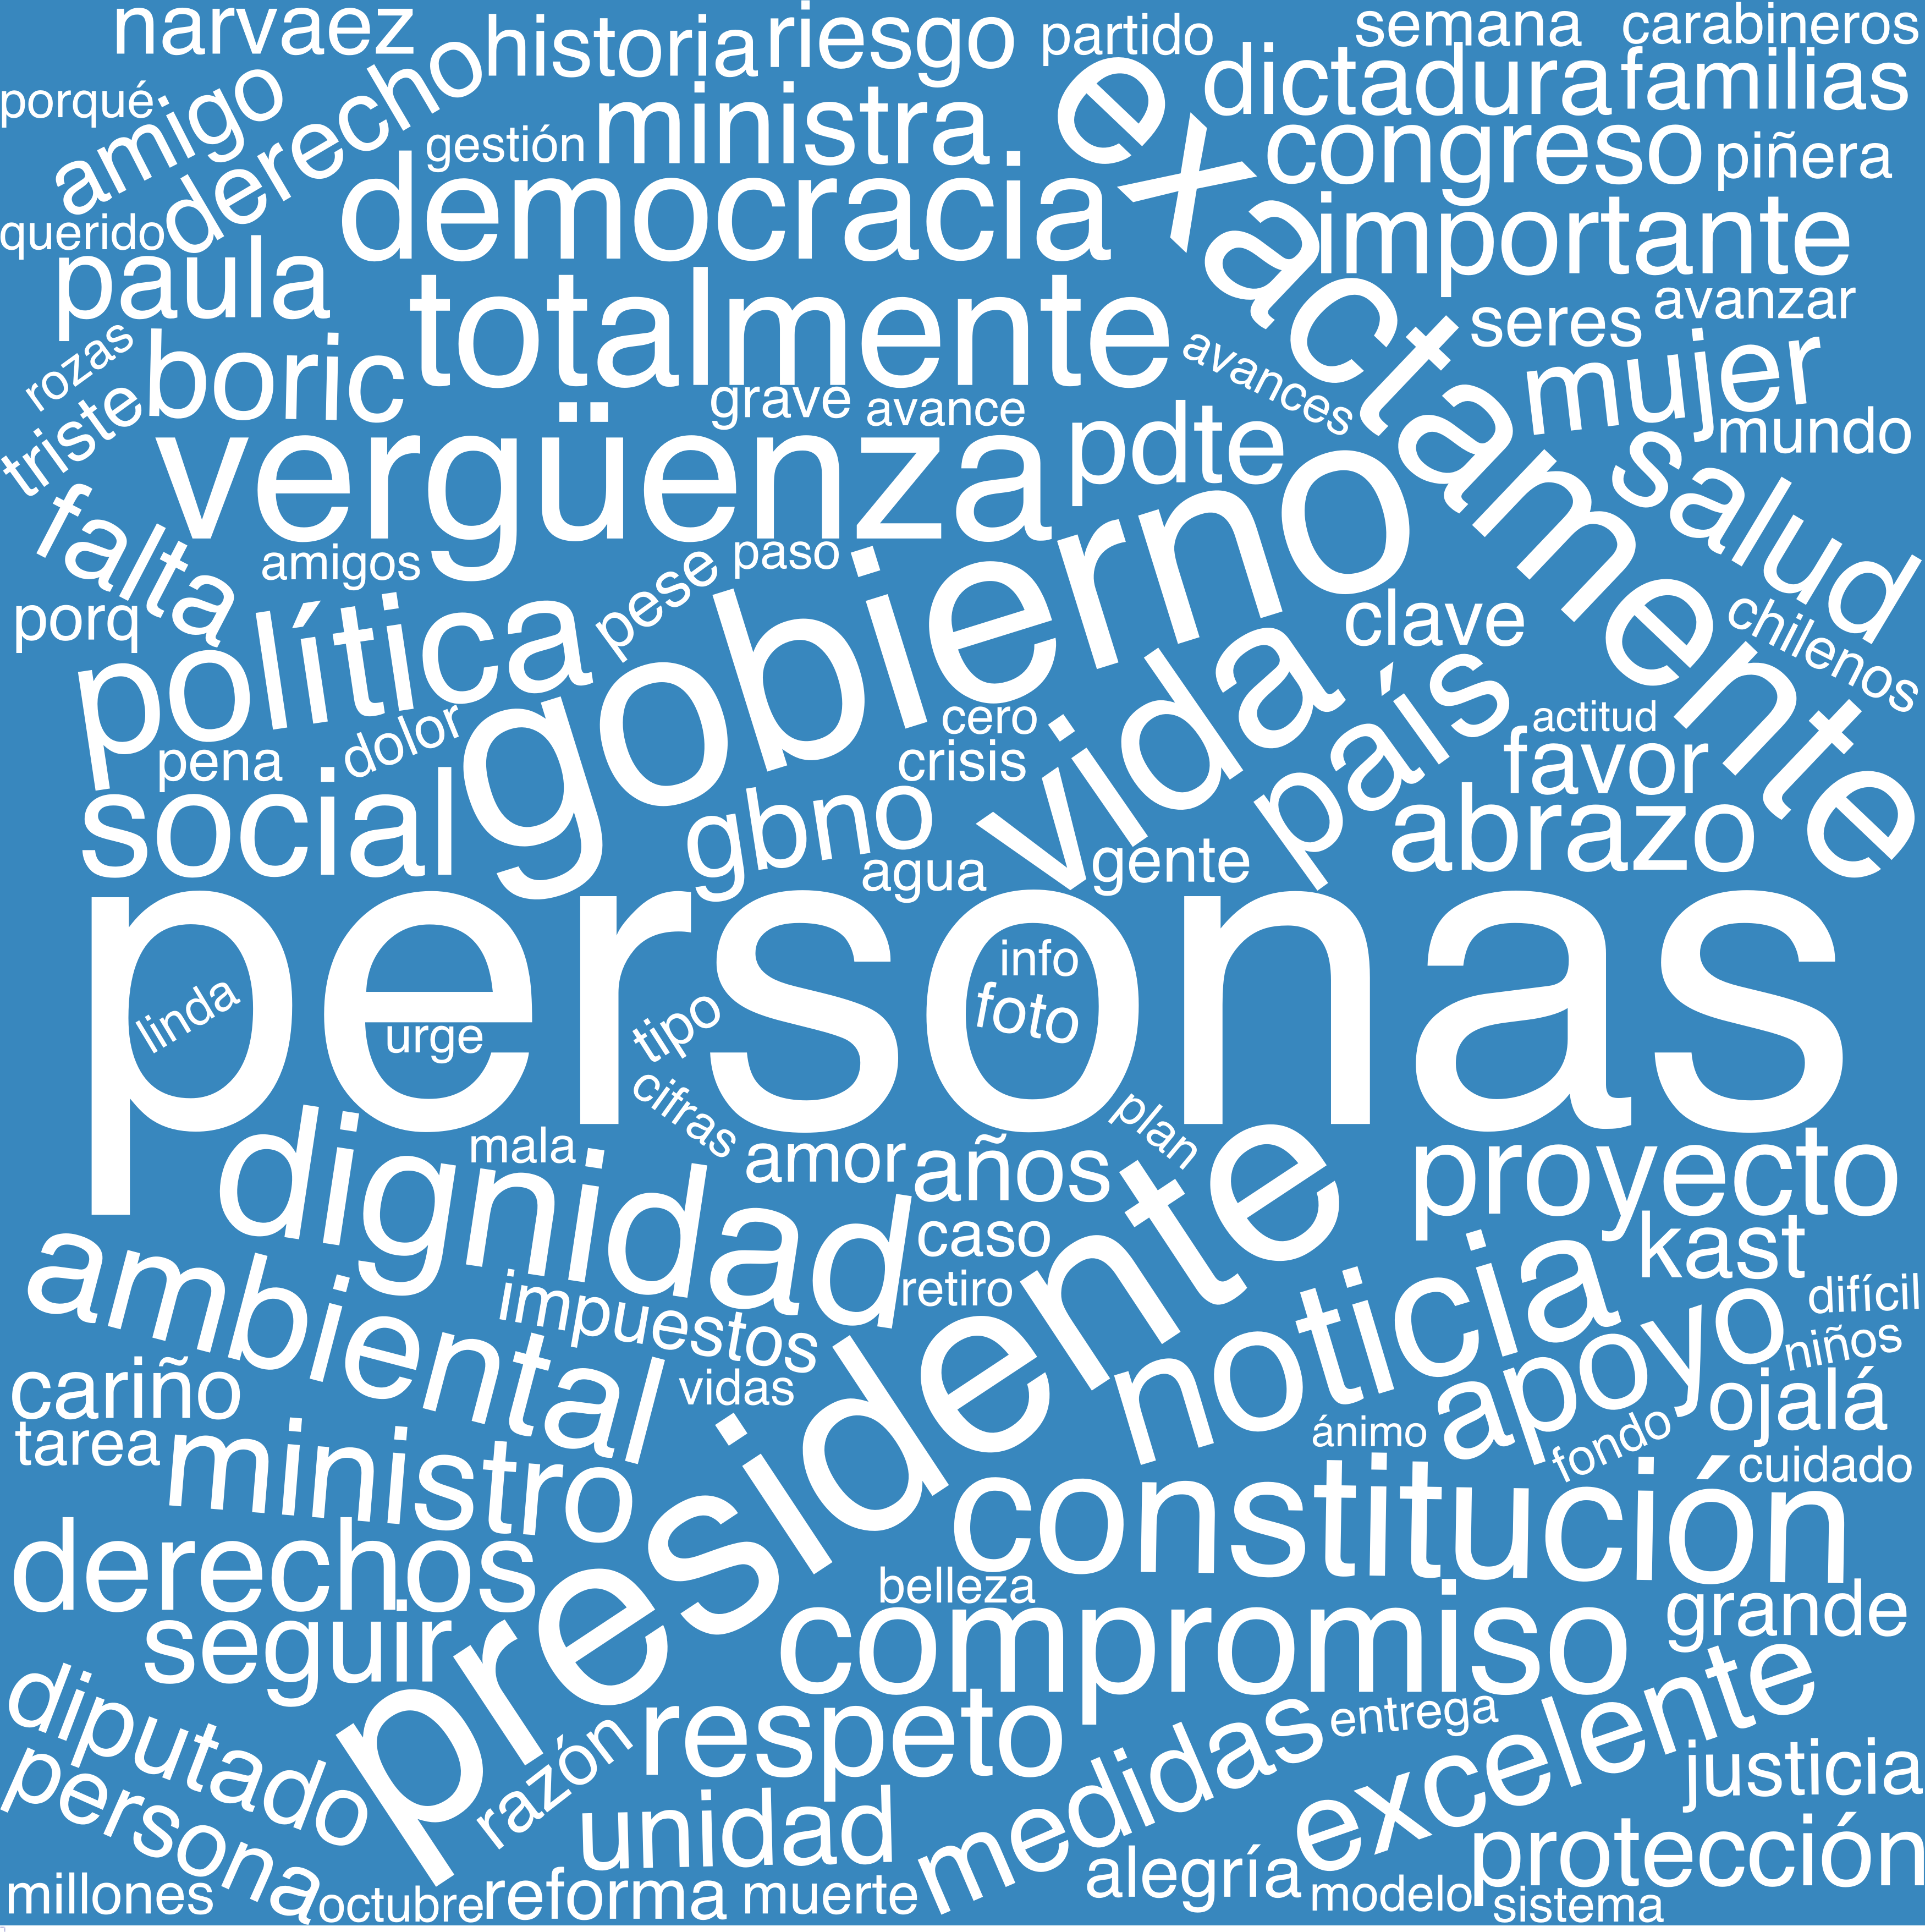 narvaez
historia
riesgo
partido
semana
carabineros
porqué
amigo
derecho
gestión
ministra
exactamente
dictadura
familias
congreso
piñera
querido
paula
democracia
importante
seres
avanzar
rozas
boric
totalmente
avances
mujer
mundo
triste
grave
avance
vergüenza
pdte
salud
falta
amigos
pese
paso
gobierno
clave
chilenos
porq
política
dolor
pena
cero
crisis
vida
país
actitud
favor
social
gbno
agua
gente
abrazo
personas
linda
urge
tipo
info
foto
cifras
plan
dignidad
mala
amor
años
proyecto
caso
kast
ambiental
impuestos
retiro
presidente
noticia
apoyo
difícil
niños
cariño
vidas
ojalá
tarea
ministro
ánimo
fondo
cuidado
constitución
derechos
belleza
seguir
compromiso
grande
diputado
razón
respeto
medidas
entrega
excelente
justicia
persona
unidad
protección
millones
octubre
reforma
muerte
alegría
modelo
sistema